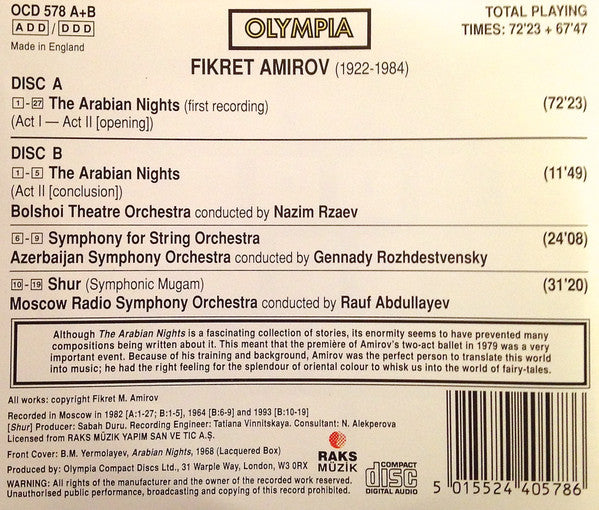 OCD 578 A+B
ADD / DDD
Made in England
OLYMPIA
TOTAL PLAYING
TIMES: 72'23 + 67'47
FIKRET AMIROV (1922-1984)
DISC A
1-27 The Arabian Nights (first recording) (72'23)
(Act I — Act II [opening])
DISC B
1-5 The Arabian Nights (11'49)
(Act II [conclusion])
Bolshoi Theatre Orchestra conducted by Nazim Rzaev
6-9 Symphony for String Orchestra (24'08)
Azerbaijan Symphony Orchestra conducted by Gennady Rozhdestvensky
10-19 Shur (Symphonic Mugam) (31'20)
Moscow Radio Symphony Orchestra conducted by Rauf Abdullayev
Although The Arabian Nights is a fascinating collection of stories, its enormity seems to have prevented many
compositions being written about it. This meant that the première of Amirov's two-act ballet in 1979 was a very
important event. Because of his training and background, Amirov was the perfect person to translate this world
into music; he had the right feeling for the splendour of oriental colour to whisk us into the world of fairy-tales.
All works: copyright Fikret M. Amirov
Recorded in Moscow in 1982 [A:1-27; B:1-5], 1964 [B:6-9] and 1993 [B:10-19]
[Shur] Producer: Sabah Duru. Recording Engineer: Tatiana Vinnitskaya. Consultant: N. Alekperova
Licensed from RAKS MÜZIK YAPIM SAN VE TIC A.Ş.
Front Cover: B.M. Yermolayev, Arabian Nights, 1968 (Lacquered Box)
Produced by: Olympia Compact Discs Ltd., 31 Warple Way, London, W3 0RX
WARNING: All rights of the manufacturer and the owner of the recorded work reserved.
Unauthorised public performance, broadcasting and copying of this record prohibited.
RAKS
MÜZİK
COMPACT
disc
DIGITAL AUDIO
5 015524 405786